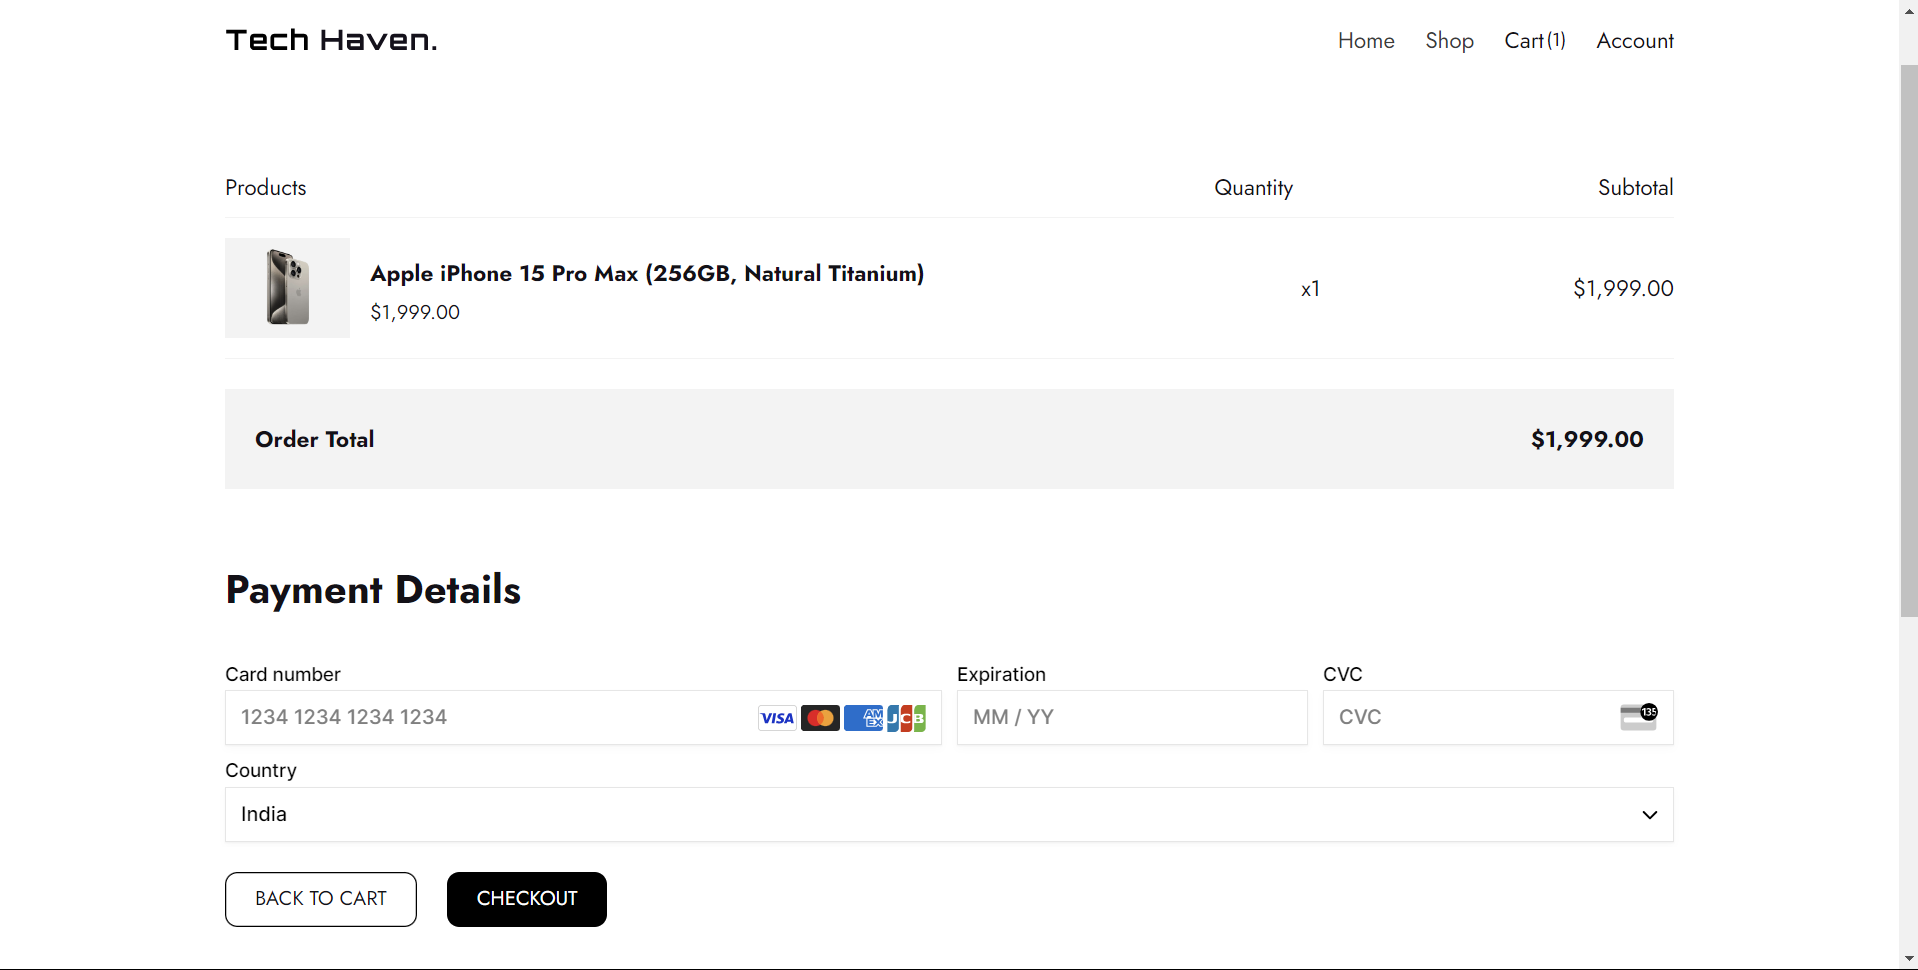 Tech Haven.
Home Shop Cart(1) Account
Products Quantity Subtotal
Apple iPhone 15 Pro Max (256GB, Natural Titanium)
$1,999.00
x1 $1,999.00
Order Total $1,999.00
Payment Details
Card number Expiration CVC
1234 1234 1234 1234 VISA AM EX JCB MM / YY CVC 135
Country
India
BACK TO CART CHECKOUT